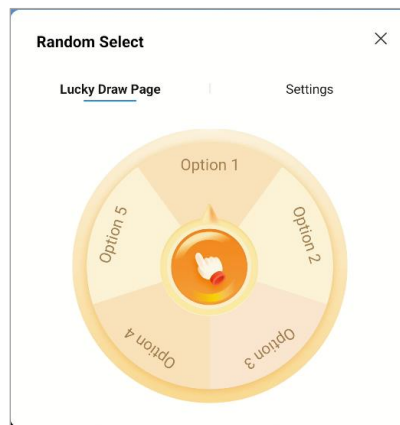 Random Select
Lucky Draw Page
Settings
Option 1
Option 2
Option 3
Option 4
Option 5